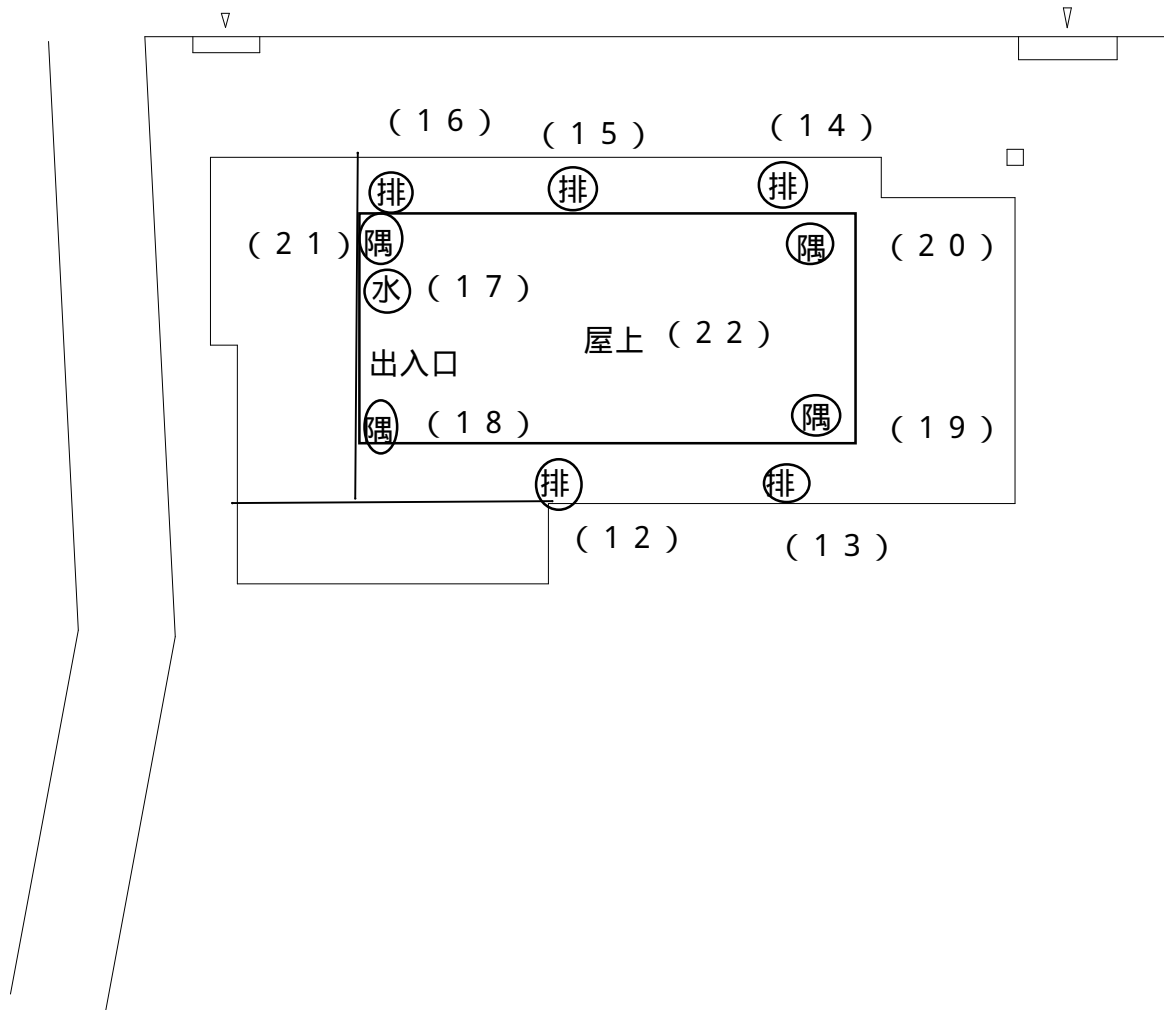 （１６）
（１５）
（１４）
排
排
排
（２１）
隅
隅
（２０）
水
（１７）
屋上
（２２）
出入口
隅
（１８）
隅
（１９）
排
排
（１２）
（１３）